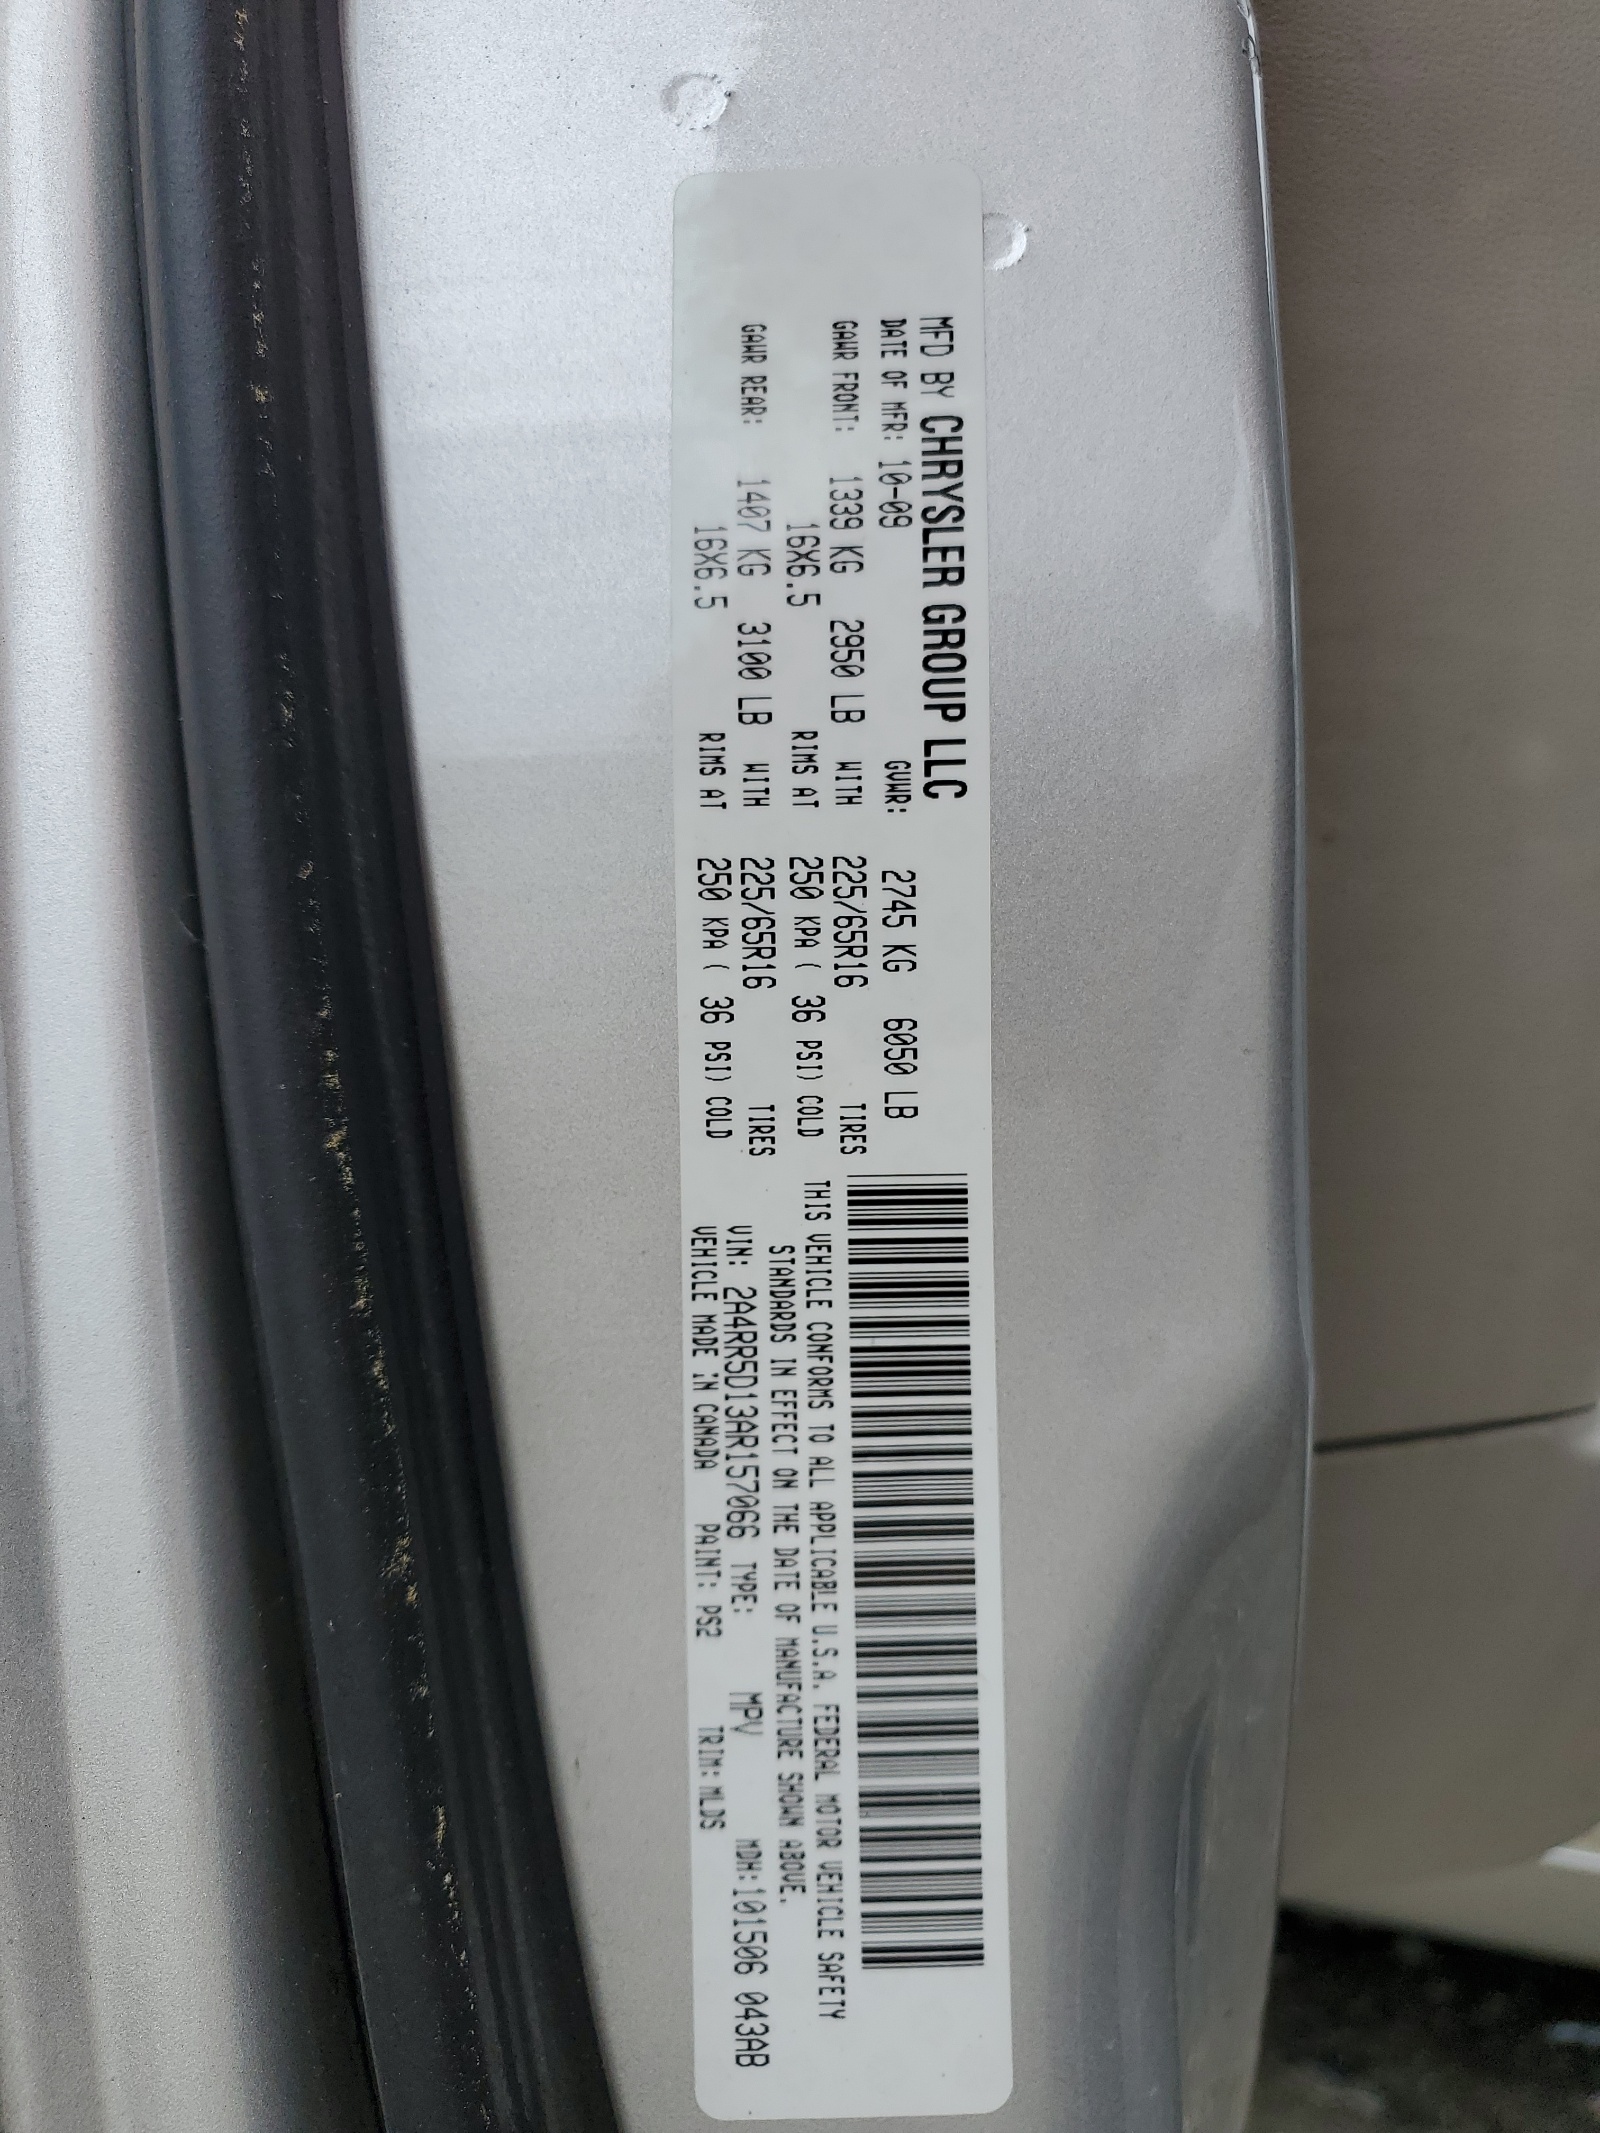 MFD BY CHRYSLER GROUP LLC
DATE OF MFR: 10-09 GVWR: 2745 KG 6050 LB
GAWR FRONT: 1339 KG 2950 LB WITH 225/65R16 TIRES
16X6.5 RIMS AT 250 KPA ( 36 PSI) COLD
GAWR REAR: 1407 KG 3100 LB WITH 225/65R16 TIRES
16X6.5 RIMS AT 250 KPA ( 36 PSI) COLD
THIS VEHICLE CONFORMS TO ALL APPLICABLE U.S.A. FEDERAL MOTOR VEHICLE SAFETY
STANDARDS IN EFFECT ON THE DATE OF MANUFACTURE SHOWN ABOVE.
VIN: 2A4RR5D13AR157066 TYPE: MPV MDH:101506 043AB
VEHICLE MADE IN CANADA PAINT: PS2 TRIM: MLDS